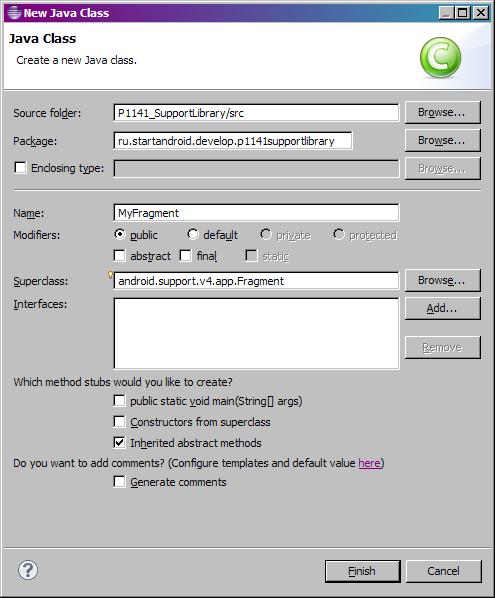 New Java Class
Java Class
Create a new Java class.
C
Source folder: P1141_SupportLibrary/src Browse...
Package: ru.startandroid.develop.p1141supportlibrary Browse...
Enclosing type: Browse...
Name: MyFragment
Modifiers: public default private protected
abstract final static
Superclass: android.support.v4.app.Fragment Browse...
Interfaces: Add...
Remove
Which method stubs would you like to create?
public static void main(String[] args)
Constructors from superclass
Inherited abstract methods
Do you want to add comments? (Configure templates and default value here)
Generate comments
? Finish Cancel